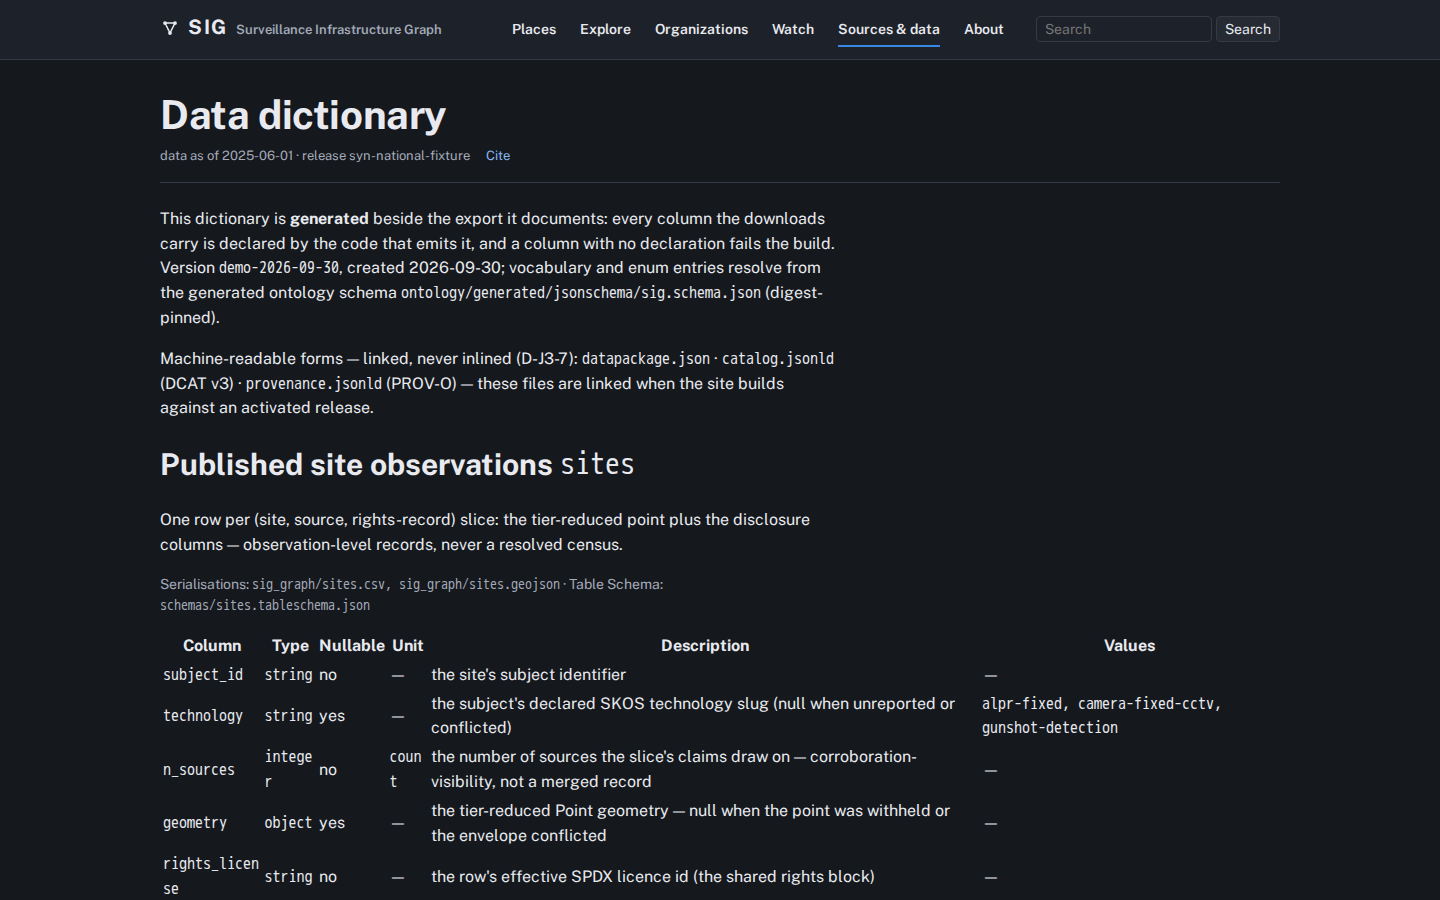 SIG Surveillance Infrastructure Graph Places Explore Organizations Watch Sources & data About Search Search
Data dictionary
data as of 2025-06-01 · release syn-national-fixture Cite
This dictionary is generated beside the export it documents: every column the downloads
carry is declared by the code that emits it, and a column with no declaration fails the build.
Version demo-2026-09-30, created 2026-09-30; vocabulary and enum entries resolve from
the generated ontology schema ontology/generated/jsonschema/sig.schema.json (digest-
pinned).
Machine-readable forms — linked, never inlined (D-J3-7): datapackage.json · catalog.jsonld
(DCAT v3) · provenance.jsonld (PROV-O) — these files are linked when the site builds
against an activated release.
Published site observations sites
One row per (site, source, rights-record) slice: the tier-reduced point plus the disclosure
columns — observation-level records, never a resolved census.
Serialisations: sig_graph/sites.csv, sig_graph/sites.geojson · Table Schema:
schemas/sites.tableschema.json
Column Type Nullable Unit Description Values
subject_id string no — the site's subject identifier —
technology string yes — the subject's declared SKOS technology slug (null when unreported or
conflicted) alpr-fixed, camera-fixed-cctv,
gunshot-detection
n_sources intege
r no coun
t the number of sources the slice's claims draw on — corroboration-
visibility, not a merged record —
geometry object yes — the tier-reduced Point geometry — null when the point was withheld or
the envelope conflicted —
rights_licen
se string no — the row's effective SPDX licence id (the shared rights block) —